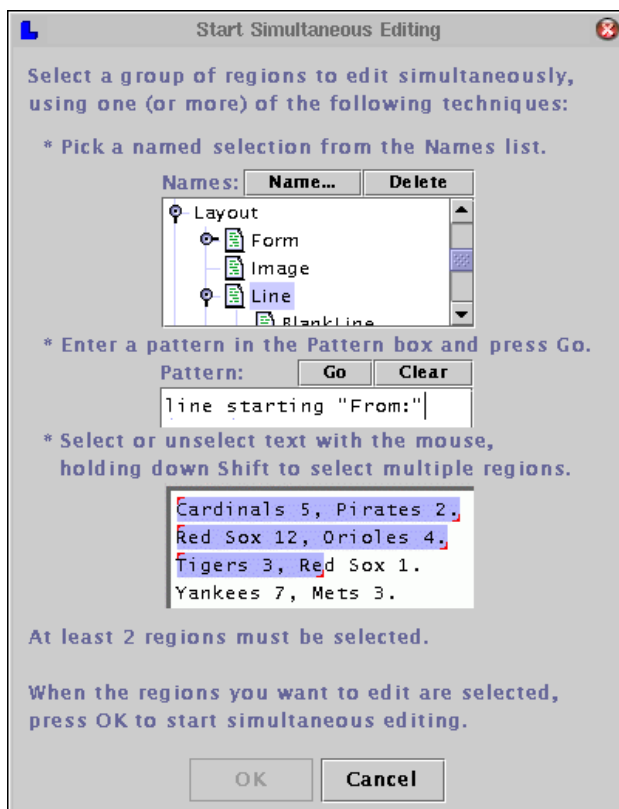 Start Simultaneous Editing
Select a group of regions to edit simultaneously,
using one (or more) of the following techniques:
* Pick a named selection from the Names list.
Names: Name... Delete
Layout
Form
Image
Line
BlankLine
* Enter a pattern in the Pattern box and press Go.
Pattern: Go Clear
line starting "From:"
* Select or unselect text with the mouse,
holding down Shift to select multiple regions.
Cardinals 5, Pirates 2.
Red Sox 12, Orioles 4.
Tigers 3, Red Sox 1.
Yankees 7, Mets 3.
At least 2 regions must be selected.
When the regions you want to edit are selected,
press OK to start simultaneous editing.
OK Cancel